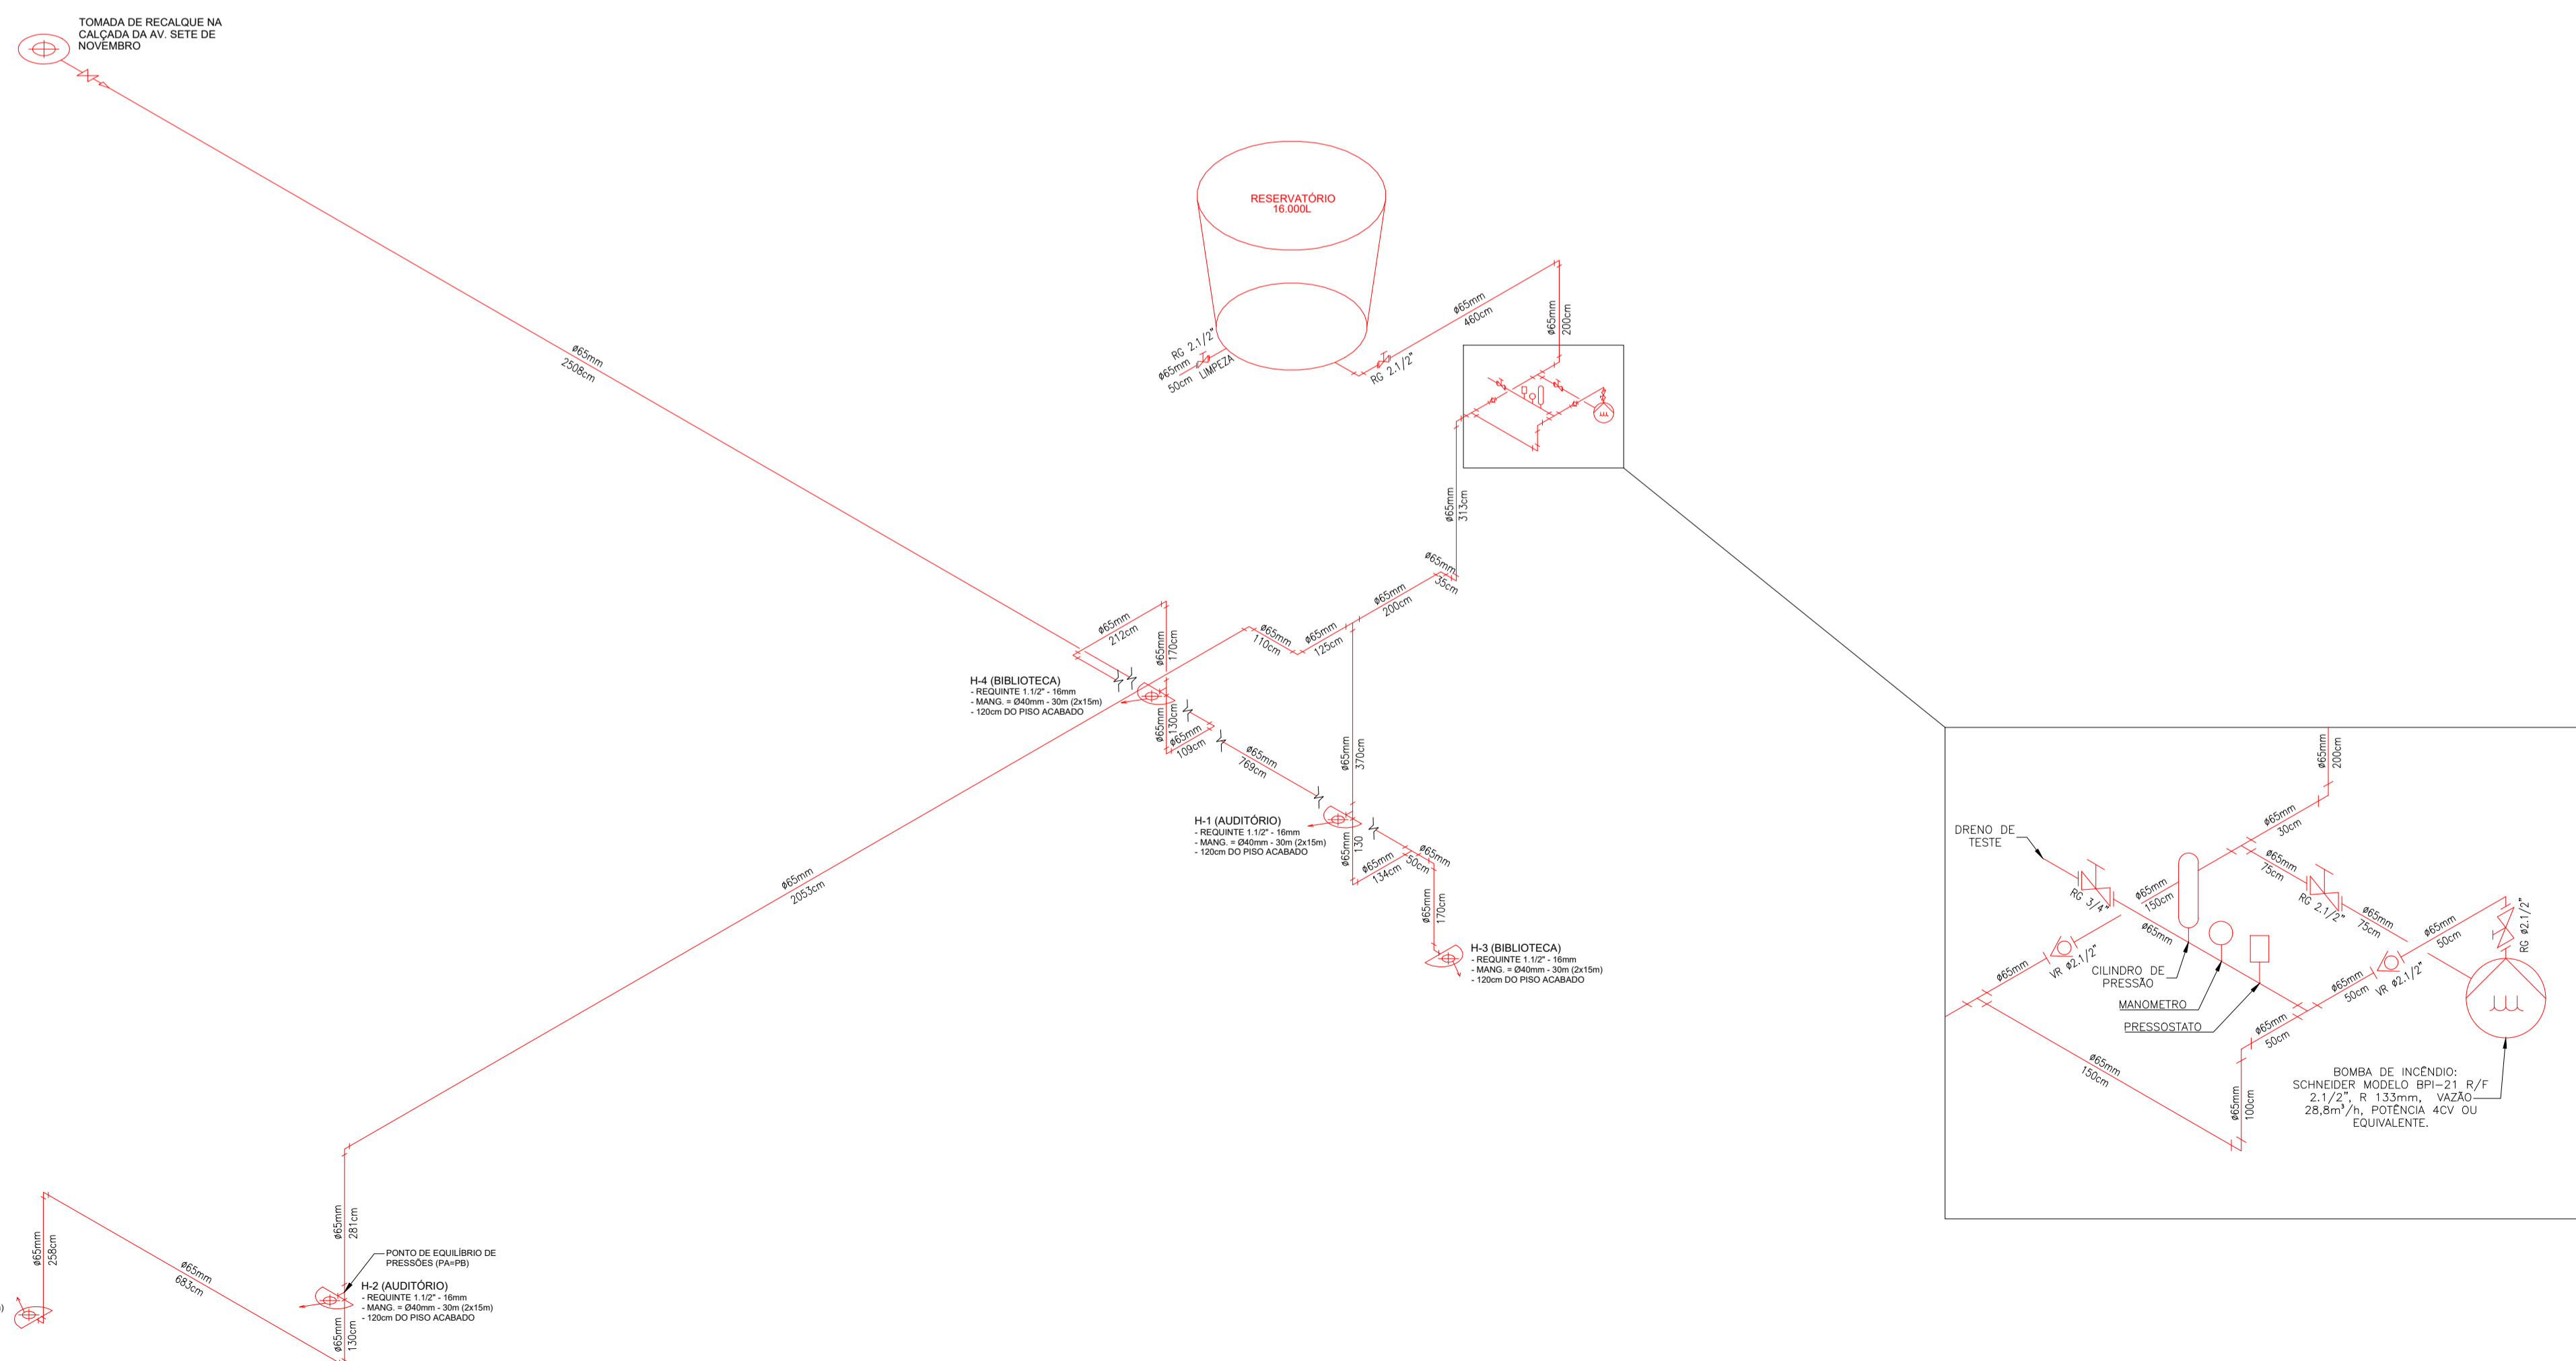 TOMADA DE RECALQUE NA
CALÇADA DA AV. SETE DE
NOVEMBRO
ø65mm
2508cm
RESERVATÓRIO
16.000L
RG 2.1/2"
ø65mm
50cm LIMPEZA
RG 2.1/2"
ø65mm
460cm
ø65mm
200cm
ø65mm
313cm
ø65mm
35cm
ø65mm
200cm
ø65mm
125cm
ø65mm
110cm
ø65mm
212cm
ø65mm
170cm
H-4 (BIBLIOTECA)
- REQUINTE 1.1/2" - 16mm
- MANG. = Ø40mm - 30m (2x15m)
- 120cm DO PISO ACABADO
ø65mm
130cm
ø65mm
109cm
ø65mm
769cm
ø65mm
370cm
H-1 (AUDITÓRIO)
- REQUINTE 1.1/2" - 16mm
- MANG. = Ø40mm - 30m (2x15m)
- 120cm DO PISO ACABADO
ø65mm
130
ø65mm
134cm
ø65mm
50cm
ø65mm
170cm
H-3 (BIBLIOTECA)
- REQUINTE 1.1/2" - 16mm
- MANG. = Ø40mm - 30m (2x15m)
- 120cm DO PISO ACABADO
ø65mm
2053cm
ø65mm
281cm
PONTO DE EQUILÍBRIO DE
PRESSÕES (PA=PB)
H-2 (AUDITÓRIO)
- REQUINTE 1.1/2" - 16mm
- MANG. = Ø40mm - 30m (2x15m)
- 120cm DO PISO ACABADO
ø65mm
130cm
ø65mm
683cm
ø65mm
258cm
ø65mm
200cm
ø65mm
30cm
DRENO DE
TESTE
RG 3/4"
ø65mm
150cm
ø65mm
ø65mm
75cm
RG 2.1/2"
ø65mm
75cm
ø65mm
50cm
RG ø2.1/2"
VR ø2.1/2"
ø65mm
CILINDRO DE
PRESSÃO
MANOMETRO
PRESSOSTATO
ø65mm
50cm
VR ø2.1/2"
ø65mm
50cm
ø65mm
150cm
ø65mm
100cm
BOMBA DE INCÊNDIO:
SCHNEIDER MODELO BPI-21 R/F
2.1/2", R 133mm, VAZÃO
28,8m³/h, POTÊNCIA 4CV OU
EQUIVALENTE.